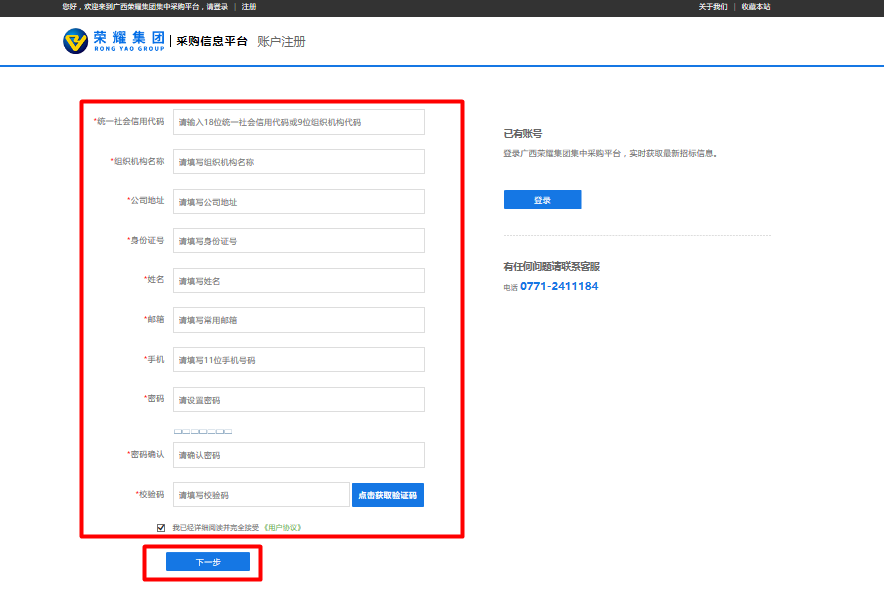 您好，欢迎来到广西荣耀集团集中采购平台，请登录 | 注册
关于我们 | 收藏本站
荣耀集团
RONG YAO GROUP
采购信息平台 账户注册
*统一社会信用代码 请输入18位统一社会信用代码或9位组织机构代码
*组织机构名称 请填写组织机构名称
*公司地址 请填写公司地址
*身份证号 请填写身份证号
*姓名 请填写姓名
*邮箱 请填写常用邮箱
*手机 请填写11位手机号码
*密码 请设置密码
*密码确认 请确认密码
*校验码 请填写校验码 点击获取验证码
我已经详细阅读并完全接受 《用户协议》
下一步
已有账号
登录广西荣耀集团集中采购平台，实时获取最新招标信息。
登录
有任何问题请联系客服
电话 0771-2411184